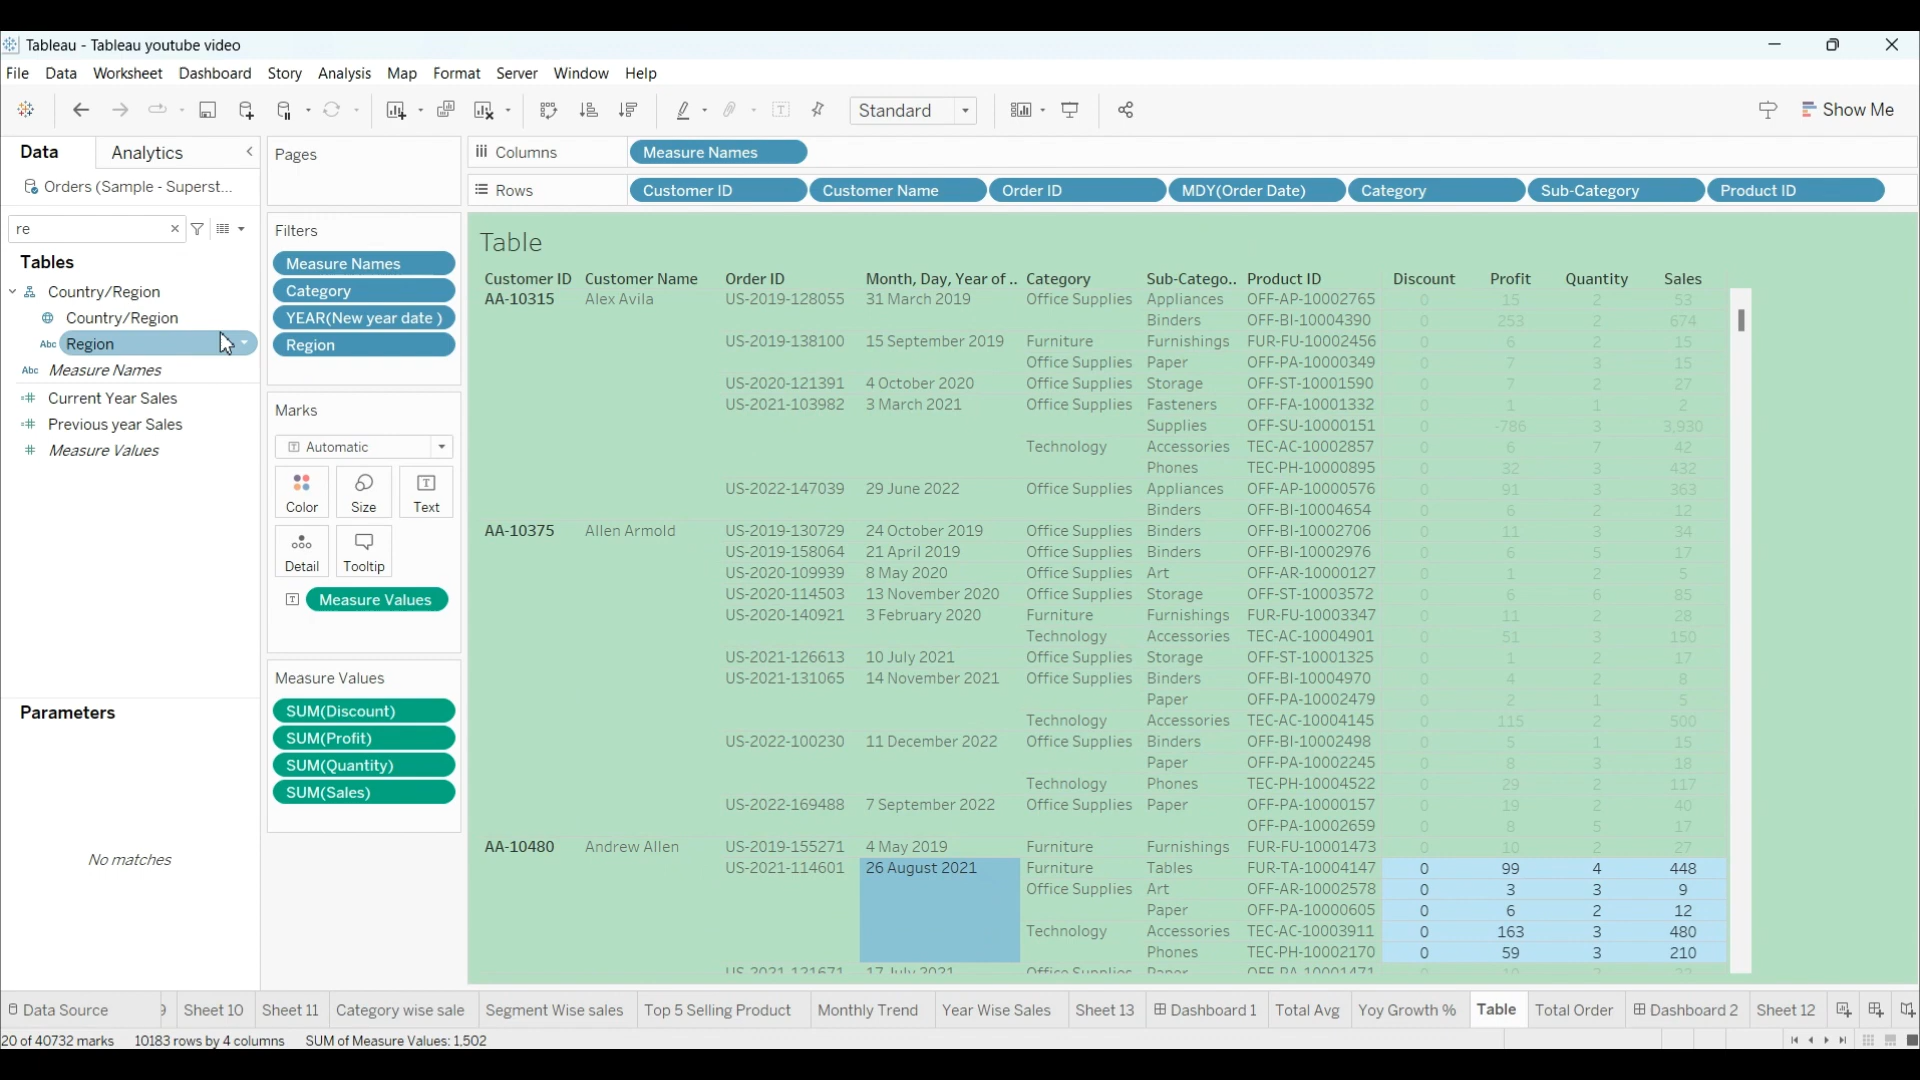 Tableau - Tableau youtube video
File Data Worksheet Dashboard Story Analysis Map Format Server Window Help
Standard Show Me
Data Analytics
Orders (Sample - Superst...
re
Tables
Country/Region
Country/Region
Abc Region
Abc Measure Names
Current Year Sales
Previous year Sales
Measure Values
Parameters
No matches
Pages
Filters
Measure Names
Category
YEAR(New year date )
Region
Marks
Automatic
Color Size Text
Detail Tooltip
Measure Values
Measure Values
SUM(Discount)
SUM(Profit)
SUM(Quantity)
SUM(Sales)
Columns Measure Names
Rows Customer ID Customer Name Order ID MDY(Order Date) Category Sub-Category Product ID
Table
Customer ID Customer Name Order ID Month, Day, Year of .. Category Sub-Catego.. Product ID Discount Profit Quantity Sales
AA-10315 Alex Avila US-2019-128055 31 March 2019 Office Supplies Appliances OFF-AP-10002765 0 15 2 53
Binders OFF-BI-10004390 0 253 2 674
US-2019-138100 15 September 2019 Furniture Furnishings FUR-FU-10002456 0 6 2 15
Office Supplies Paper OFF-PA-10000349 0 7 3 15
US-2020-121391 4 October 2020 Office Supplies Storage OFF-ST-10001590 0 7 2 27
US-2021-103982 3 March 2021 Office Supplies Fasteners OFF-FA-10001332 0 1 1 2
Supplies OFF-SU-10000151 0 -786 3 3,930
Technology Accessories TEC-AC-10002857 0 6 7 42
Phones TEC-PH-10000895 0 32 3 432
US-2022-147039 29 June 2022 Office Supplies Appliances OFF-AP-10000576 0 91 3 363
Binders OFF-BI-10004654 0 6 2 12
AA-10375 Allen Armold US-2019-130729 24 October 2019 Office Supplies Binders OFF-BI-10002706 0 11 3 34
US-2019-158064 21 April 2019 Office Supplies Binders OFF-BI-10002976 0 6 5 17
US-2020-109939 8 May 2020 Office Supplies Art OFF-AR-10000127 0 1 2 5
US-2020-114503 13 November 2020 Office Supplies Storage OFF-ST-10003572 0 6 6 85
US-2020-140921 3 February 2020 Furniture Furnishings FUR-FU-10003347 0 11 2 28
Technology Accessories TEC-AC-10004901 0 51 3 150
US-2021-126613 10 July 2021 Office Supplies Storage OFF-ST-10001325 0 1 2 17
US-2021-131065 14 November 2021 Office Supplies Binders OFF-BI-10004970 0 4 2 8
Paper OFF-PA-10002479 0 2 1 5
Technology Accessories TEC-AC-10004145 0 115 2 500
US-2022-100230 11 December 2022 Office Supplies Binders OFF-BI-10002498 0 5 1 15
Paper OFF-PA-10002245 0 8 3 18
Technology Phones TEC-PH-10004522 0 29 2 117
US-2022-169488 7 September 2022 Office Supplies Paper OFF-PA-10000157 0 19 2 40
OFF-PA-10002659 0 8 5 17
AA-10480 Andrew Allen US-2019-155271 4 May 2019 Furniture Furnishings FUR-FU-10001473 0 10 2 27
US-2021-114601 26 August 2021 Furniture Tables FUR-TA-10004147 0 99 4 448
Office Supplies Art OFF-AR-10002578 0 3 3 9
Paper OFF-PA-10000605 0 6 2 12
Technology Accessories TEC-AC-10003911 0 163 3 480
Phones TEC-PH-10002170 0 59 3 210
US-2021-121671 17 July 2021 Office Supplies Paper OFF-PA-10001471
Data Source 9 Sheet 10 Sheet 11 Category wise sale Segment Wise sales Top 5 Selling Product Monthly Trend Year Wise Sales Sheet 13 Dashboard 1 Total Avg Yoy Growth % Table Total Order Dashboard 2 Sheet 12
20 of 40732 marks 10183 rows by 4 columns SUM of Measure Values: 1,502